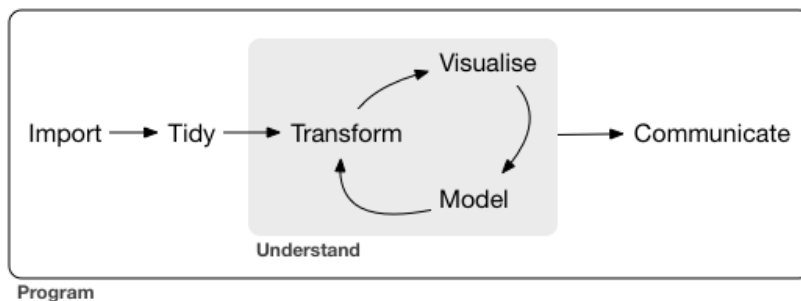 Visualise
Import Tidy Transform Communicate
Model
Understand
Program